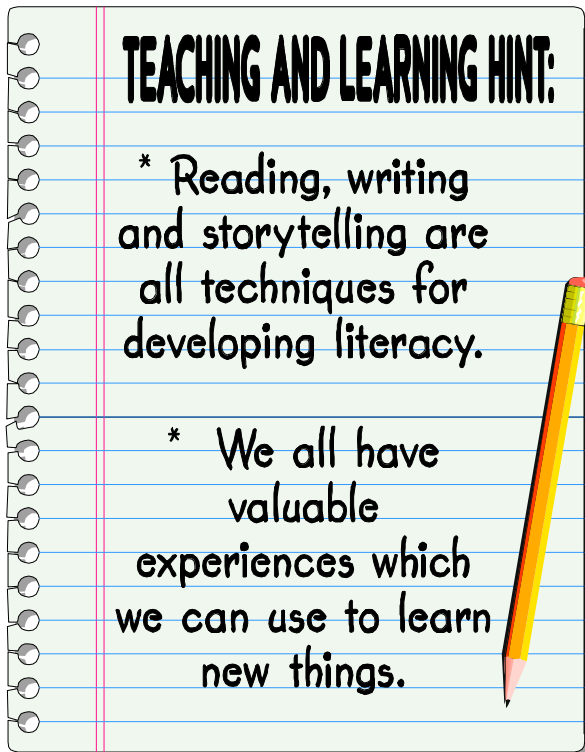 TEACHING AND LEARNING HINT:
* Reading, writing
and storytelling are
all techniques for
developing literacy.
* We all have
valuable
experiences which
we can use to learn
new things.